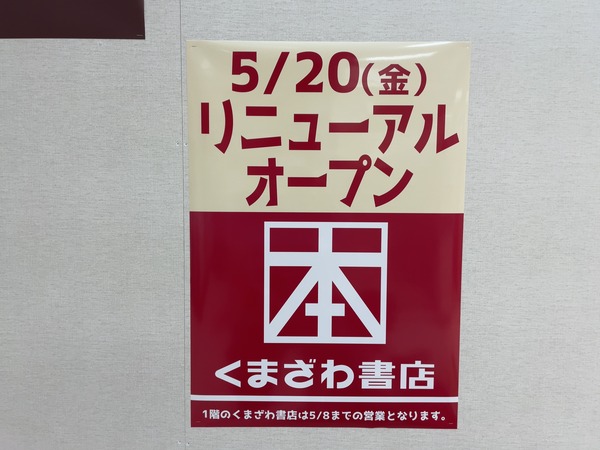 5/20(金)
リニューアル
オープン
本
くまざわ書店
1階のくまざわ書店は5/8までの営業となります。